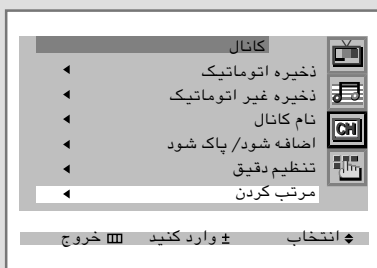 کانال
ذخیره اتوماتیک
ذخیره غیر اتوماتیک
نام کانال
CH
اضافه شود/ پاک شود
تنظیم دقیق
مرتب کردن
انتخاب ± وارد کنید خروج